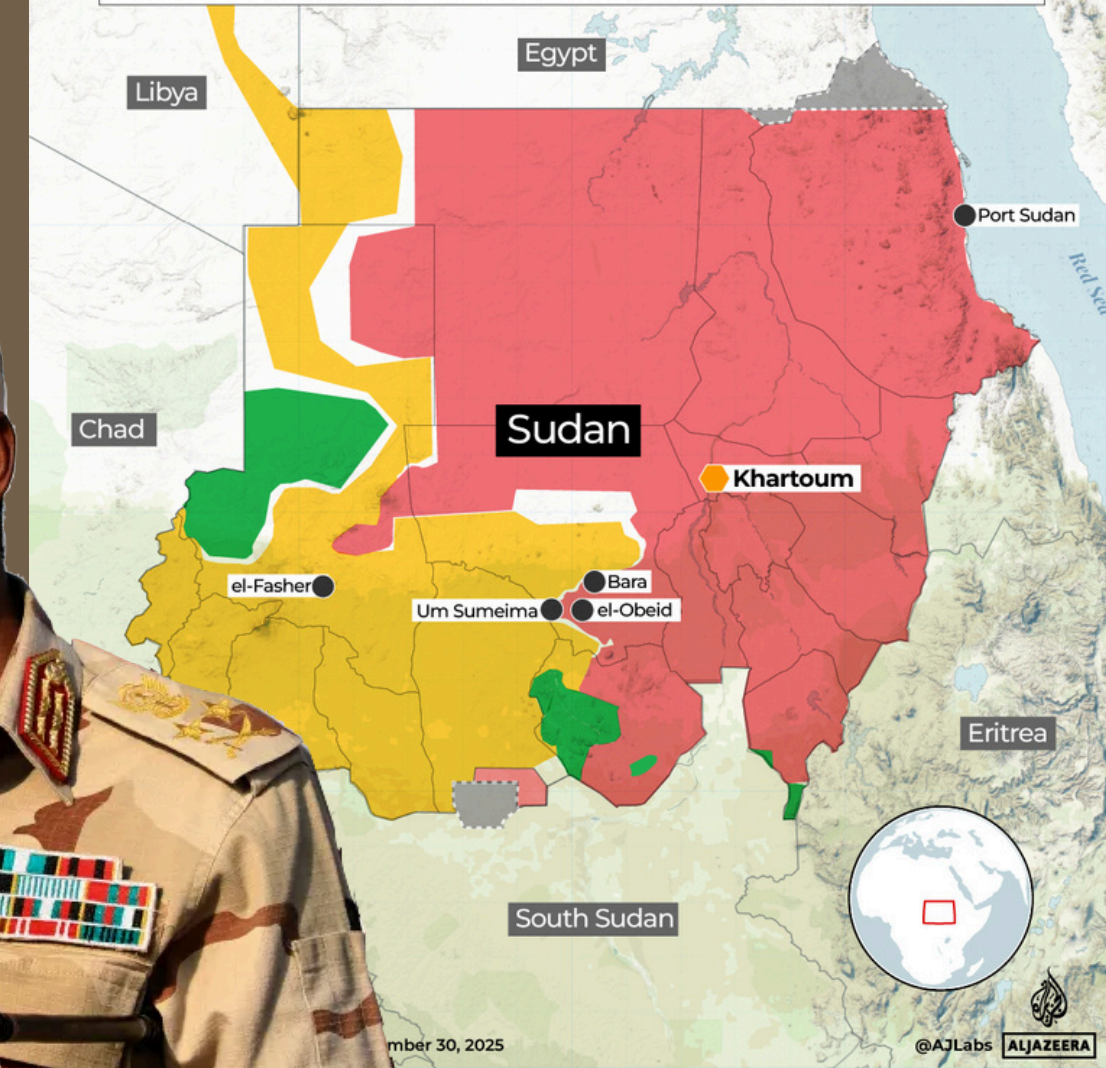 Egypt
Libya
Port Sudan
Red Sea
Chad
Sudan
Khartoum
el-Fasher
Bara
Um Sumeima
el-Obeid
Eritrea
South Sudan
30, 2025
@AJLabs
ALJAZEERA